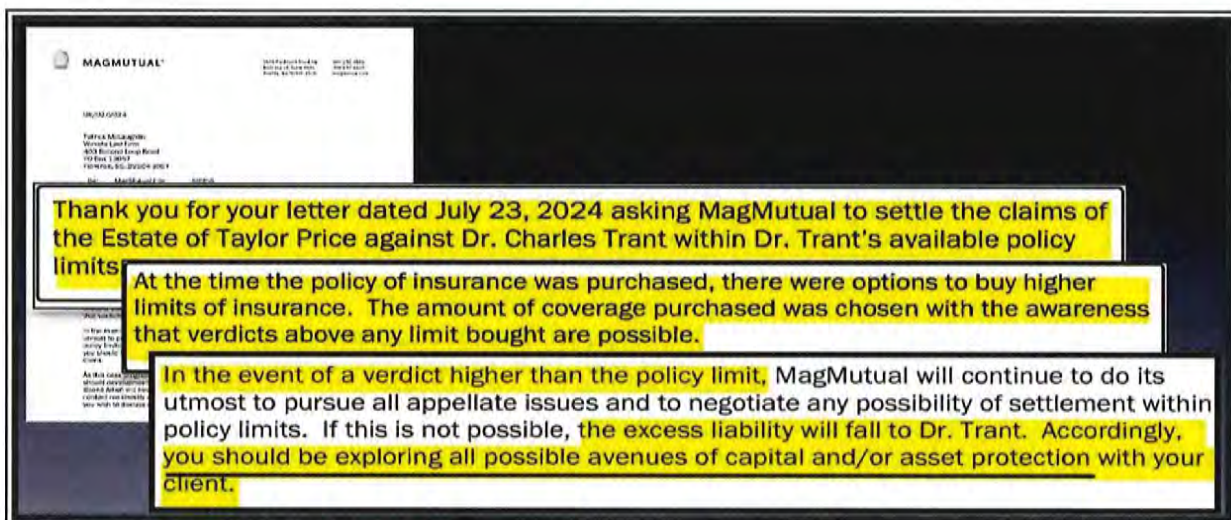 MAGMUTUAL
Thank you for your letter dated July 23, 2024 asking MagMutual to settle the claims of
the Estate of Taylor Price against Dr. Charles Trant within Dr. Trant's available policy
limits
At the time the policy of insurance was purchased, there were options to buy higher
limits of insurance. The amount of coverage purchased was chosen with the awareness
that verdicts above any limit bought are possible.
In the event of a verdict higher than the policy limit, MagMutual will continue to do its
utmost to pursue all appellate issues and to negotiate any possibility of settlement within
policy limits. If this is not possible, the excess liability will fall to Dr. Trant. Accordingly,
you should be exploring all possible avenues of capital and/or asset protection with your
client.